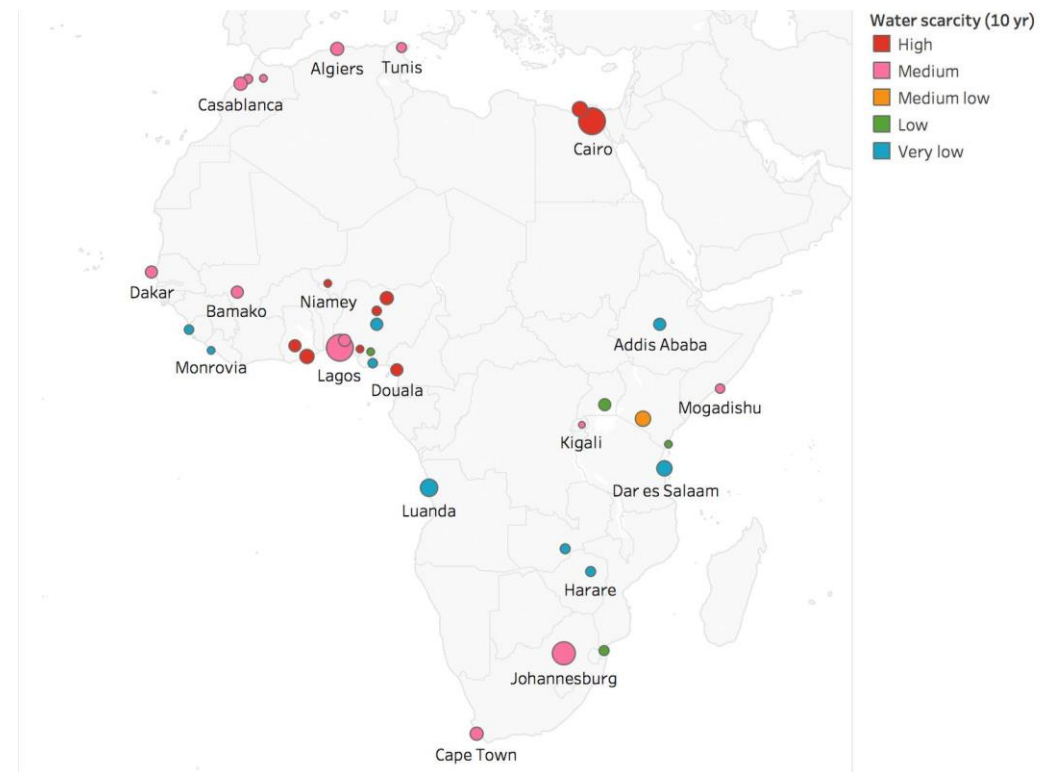 Water scarcity (10 yr)
High
Medium
Medium low
Low
Very low
Algiers
Tunis
Casablanca
Cairo
Dakar
Bamako
Niamey
Monrovia
Lagos
Douala
Addis Ababa
Mogadishu
Kigali
Dar es Salaam
Luanda
Harare
Johannesburg
Cape Town